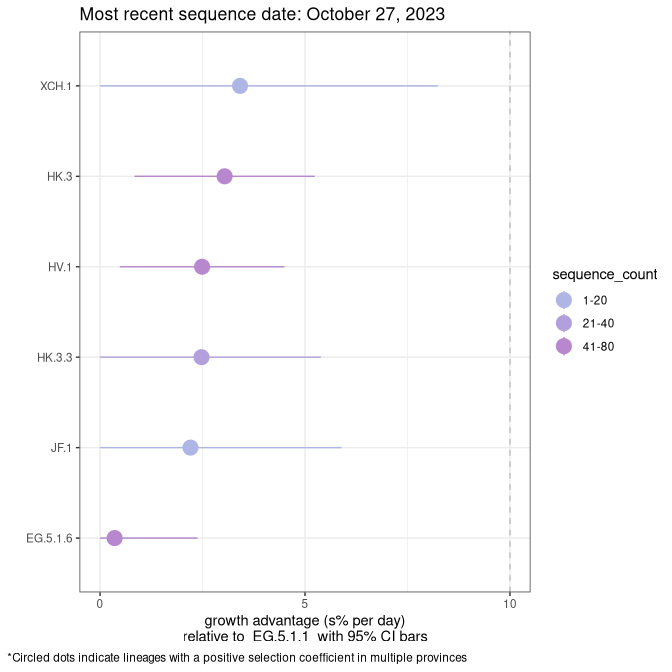 Most recent sequence date: October 27, 2023
XCH.1
HK.3
HV.1
HK.3.3
JF.1
EG.5.1.6
0
5
10
growth advantage (s% per day)
relative to  EG.5.1.1  with 95% CI bars
*Circled dots indicate lineages with a positive selection coefficient in multiple provinces
sequence_count
1-20
21-40
41-80